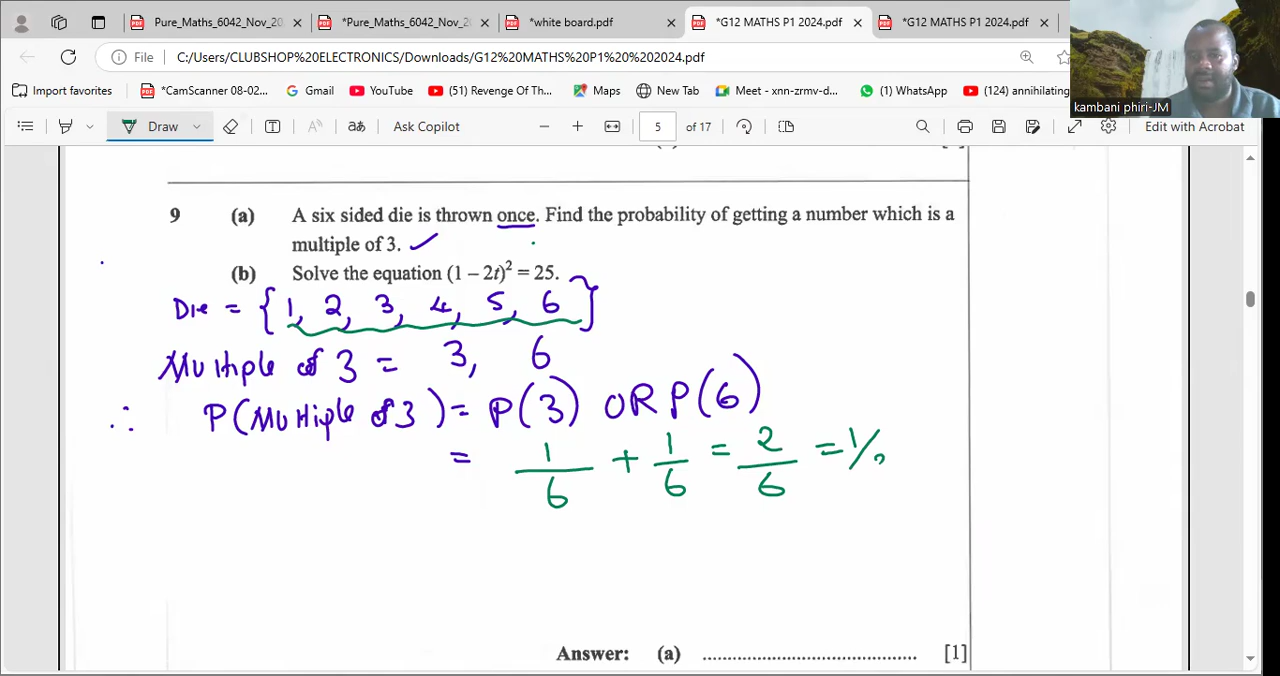 Pure_Maths_6042_Nov_20
*Pure_Maths_6042_Nov_2
*white board.pdf
*G12 MATHS P1 2024.pdf
*G12 MATHS P1 2024.pdf
File
C:/Users/CLUBSHOP%20ELECTRONICS/Downloads/G12%20MATHS%20P1%20%202024.pdf
Import favorites
*CamScanner 08-02...
Gmail
YouTube
(51) Revenge Of Th...
Maps
New Tab
Meet - xnn-zrmv-d...
(1) WhatsApp
(124) annihilating
kambani phiri-JM
Draw
Ask Copilot
5 of 17
Edit with Acrobat
9 (a) A six sided die is thrown once. Find the probability of getting a number which is a
multiple of 3.
(b) Solve the equation (1 – 2t)² = 25.
Die = {1, 2, 3, 4, 5, 6}
Multiple of 3 = 3, 6
∴ P(Multiple of 3) = P(3) OR P(6)
= 1/6 + 1/6 = 2/6 = 1/
Answer: (a) ........................................... [1]